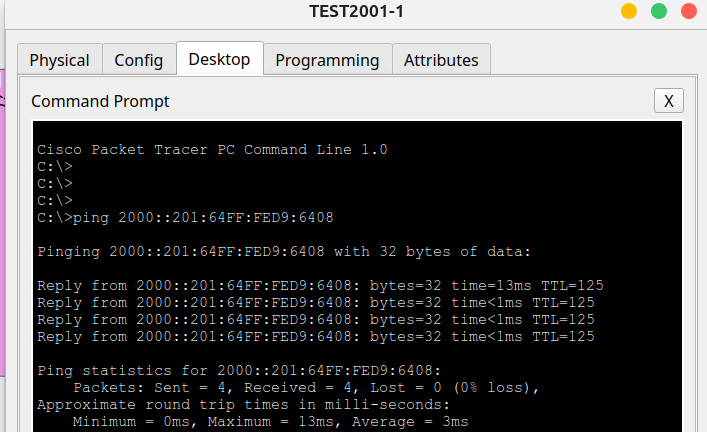 TEST2001-1
Physical Config Desktop Programming Attributes
Command Prompt X
Cisco Packet Tracer PC Command Line 1.0
C:\>
C:\>
C:\>
C:\>ping 2000::201:64FF:FED9:6408
Pinging 2000::201:64FF:FED9:6408 with 32 bytes of data:
Reply from 2000::201:64FF:FED9:6408: bytes=32 time=13ms TTL=125
Reply from 2000::201:64FF:FED9:6408: bytes=32 time<1ms TTL=125
Reply from 2000::201:64FF:FED9:6408: bytes=32 time<1ms TTL=125
Reply from 2000::201:64FF:FED9:6408: bytes=32 time<1ms TTL=125
Ping statistics for 2000::201:64FF:FED9:6408:
Packets: Sent = 4, Received = 4, Lost = 0 (0% loss),
Approximate round trip times in milli-seconds:
Minimum = 0ms, Maximum = 13ms, Average = 3ms